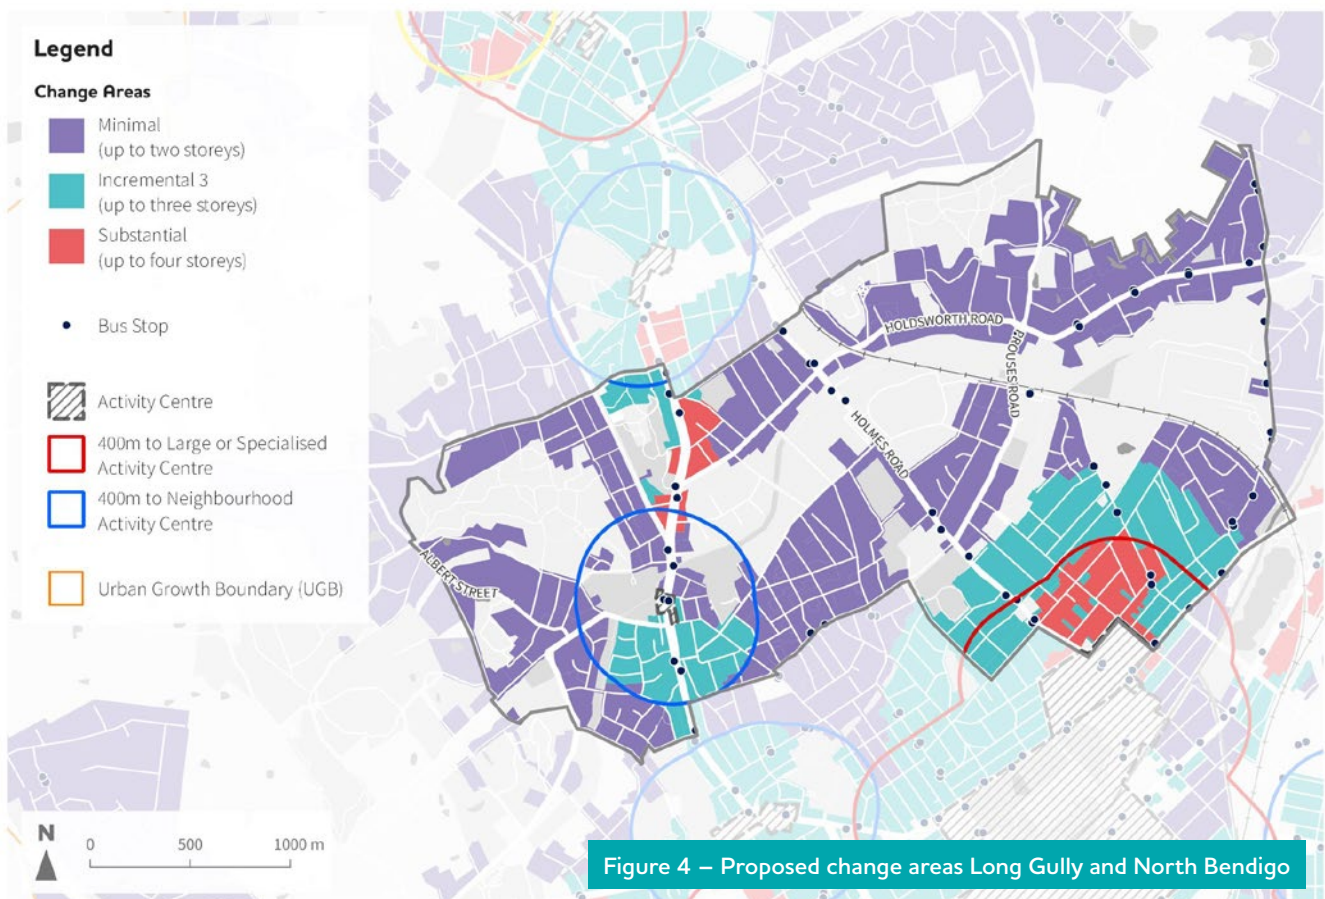 Legend
Change Areas
Minimal
(up to two storeys)
Incremental 3
(up to three storeys)
Substantial
(up to four storeys)
Bus Stop
Activity Centre
400m to Large or Specialised
Activity Centre
400m to Neighbourhood
Activity Centre
Urban Growth Boundary (UGB)
HOLDSWORTH ROAD
PROUSES ROAD
HOLMES ROAD
ALBERT STREET
N
0 500 1000 m
Figure 4 – Proposed change areas Long Gully and North Bendigo